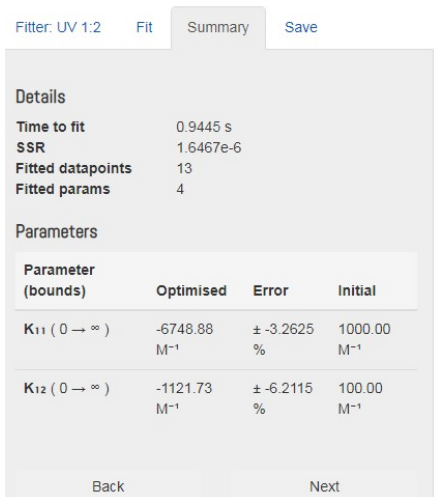 Fitter: UV 1:2 Fit Summary Save
Details
Time to fit 0.9445 s
SSR 1.6467e-6
Fitted datapoints 13
Fitted params 4
Parameters
Parameter
(bounds) Optimised Error Initial
K₁₁ ( 0 → ∞ ) -6748.88 ± -3.2625 1000.00
M⁻¹ % M⁻¹
K₁₂ ( 0 → ∞ ) -1121.73 ± -6.2115 100.00
M⁻¹ % M⁻¹
Back Next